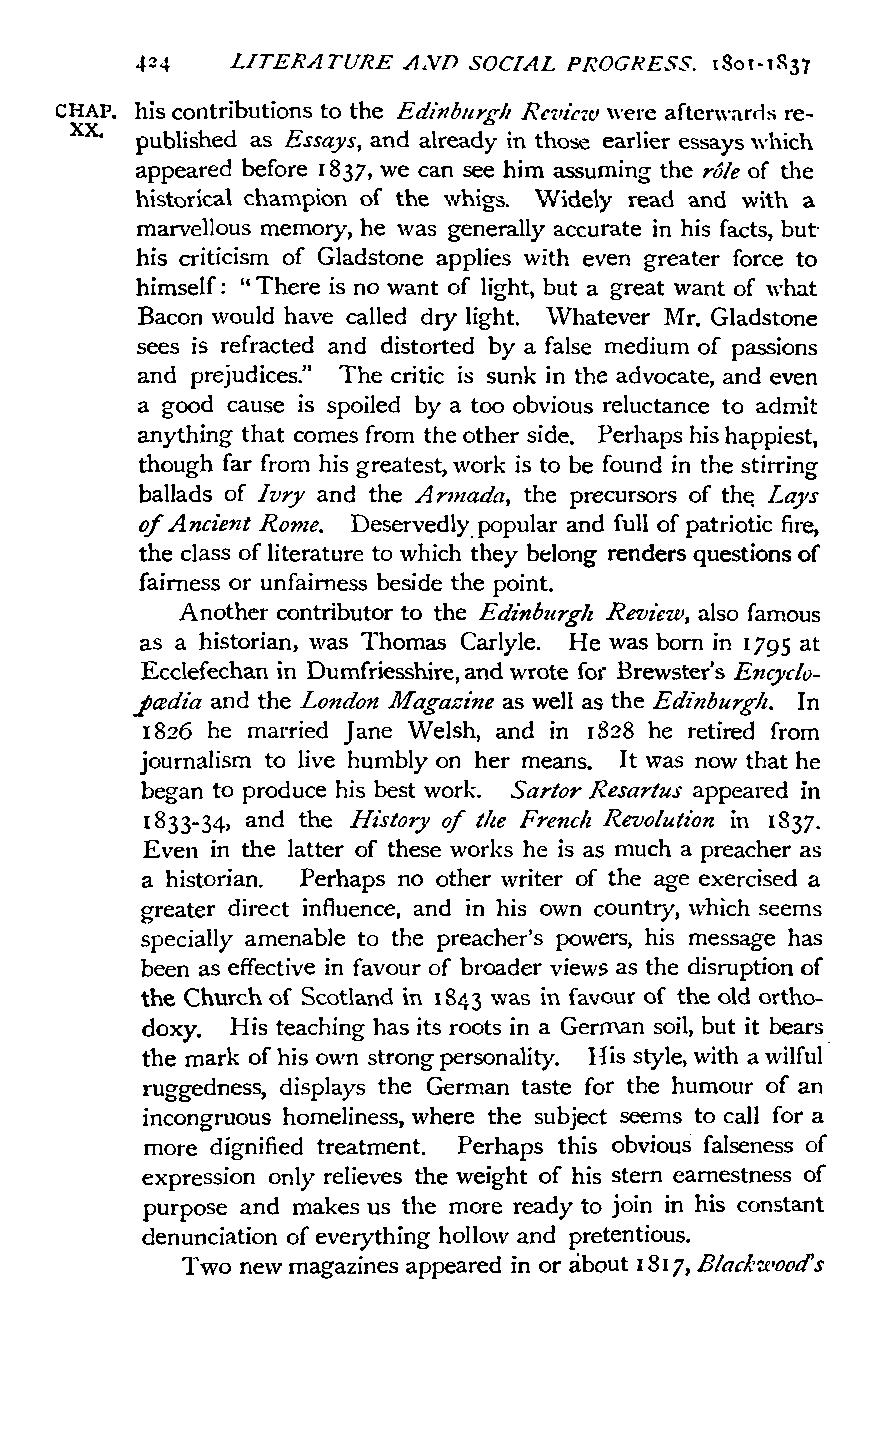 424 LITERATURE AND SOCIAL PROGRESS. 1801-1837
CHAP. XX.
his contributions to the Edinburgh Review were afterwards re-
published as Essays, and already in those earlier essays which
appeared before 1837, we can see him assuming the rôle of the
historical champion of the whigs. Widely read and with a
marvellous memory, he was generally accurate in his facts, but
his criticism of Gladstone applies with even greater force to
himself: "There is no want of light, but a great want of what
Bacon would have called dry light. Whatever Mr. Gladstone
sees is refracted and distorted by a false medium of passions
and prejudices." The critic is sunk in the advocate, and even
a good cause is spoiled by a too obvious reluctance to admit
anything that comes from the other side. Perhaps his happiest,
though far from his greatest, work is to be found in the stirring
ballads of Ivry and the Armada, the precursors of the Lays
of Ancient Rome. Deservedly popular and full of patriotic fire,
the class of literature to which they belong renders questions of
fairness or unfairness beside the point.
Another contributor to the Edinburgh Review, also famous
as a historian, was Thomas Carlyle. He was born in 1795 at
Ecclefechan in Dumfriesshire, and wrote for Brewster's Encyclo-
pædia and the London Magazine as well as the Edinburgh. In
1826 he married Jane Welsh, and in 1828 he retired from
journalism to live humbly on her means. It was now that he
began to produce his best work. Sartor Resartus appeared in
1833-34, and the History of the French Revolution in 1837.
Even in the latter of these works he is as much a preacher as
a historian. Perhaps no other writer of the age exercised a
greater direct influence, and in his own country, which seems
specially amenable to the preacher's powers, his message has
been as effective in favour of broader views as the disruption of
the Church of Scotland in 1843 was in favour of the old ortho-
doxy. His teaching has its roots in a German soil, but it bears
the mark of his own strong personality. His style, with a wilful
ruggedness, displays the German taste for the humour of an
incongruous homeliness, where the subject seems to call for a
more dignified treatment. Perhaps this obvious falseness of
expression only relieves the weight of his stern earnestness of
purpose and makes us the more ready to join in his constant
denunciation of everything hollow and pretentious.
Two new magazines appeared in or about 1817, Blackwood's